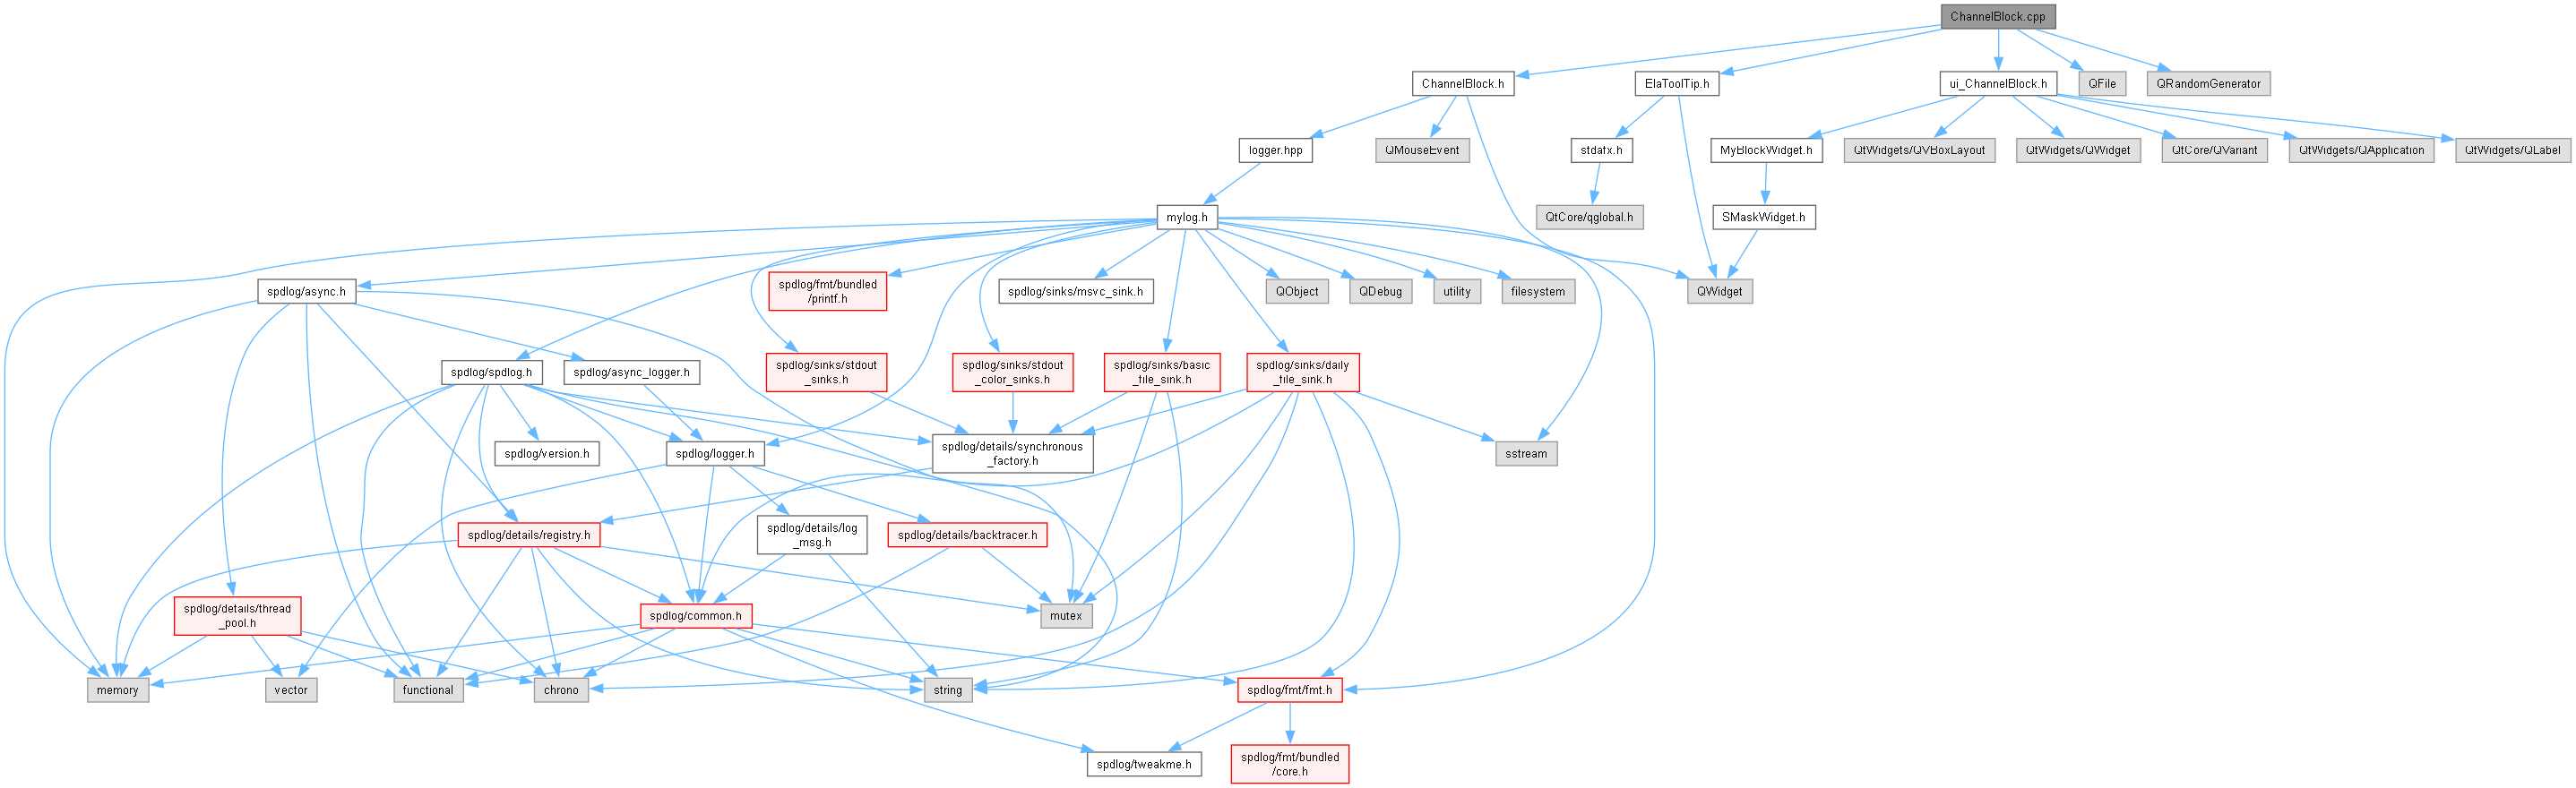 ChannelBlock.cpp
ChannelBlock.h
ElaToolTip.h
ui_ChannelBlock.h
QFile
QRandomGenerator
logger.hpp
QMouseEvent
stdafx.h
MyBlockWidget.h
QtWidgets/QVBoxLayout
QtWidgets/QWidget
QtCore/QVariant
QtWidgets/QApplication
QtWidgets/QLabel
mylog.h
QtCore/qglobal.h
SMaskWidget.h
spdlog/async.h
spdlog/fmt/bundled
/printf.h
spdlog/sinks/msvc_sink.h
QObject
QDebug
utility
filesystem
QWidget
spdlog/spdlog.h
spdlog/async_logger.h
spdlog/sinks/stdout
_sinks.h
spdlog/sinks/stdout
_color_sinks.h
spdlog/sinks/basic
_file_sink.h
spdlog/sinks/daily
_file_sink.h
spdlog/version.h
spdlog/logger.h
spdlog/details/synchronous
_factory.h
sstream
spdlog/details/registry.h
spdlog/details/log
_msg.h
spdlog/details/backtracer.h
spdlog/details/thread
_pool.h
spdlog/common.h
mutex
memory
vector
functional
chrono
string
spdlog/fmt/fmt.h
spdlog/tweakme.h
spdlog/fmt/bundled
/core.h